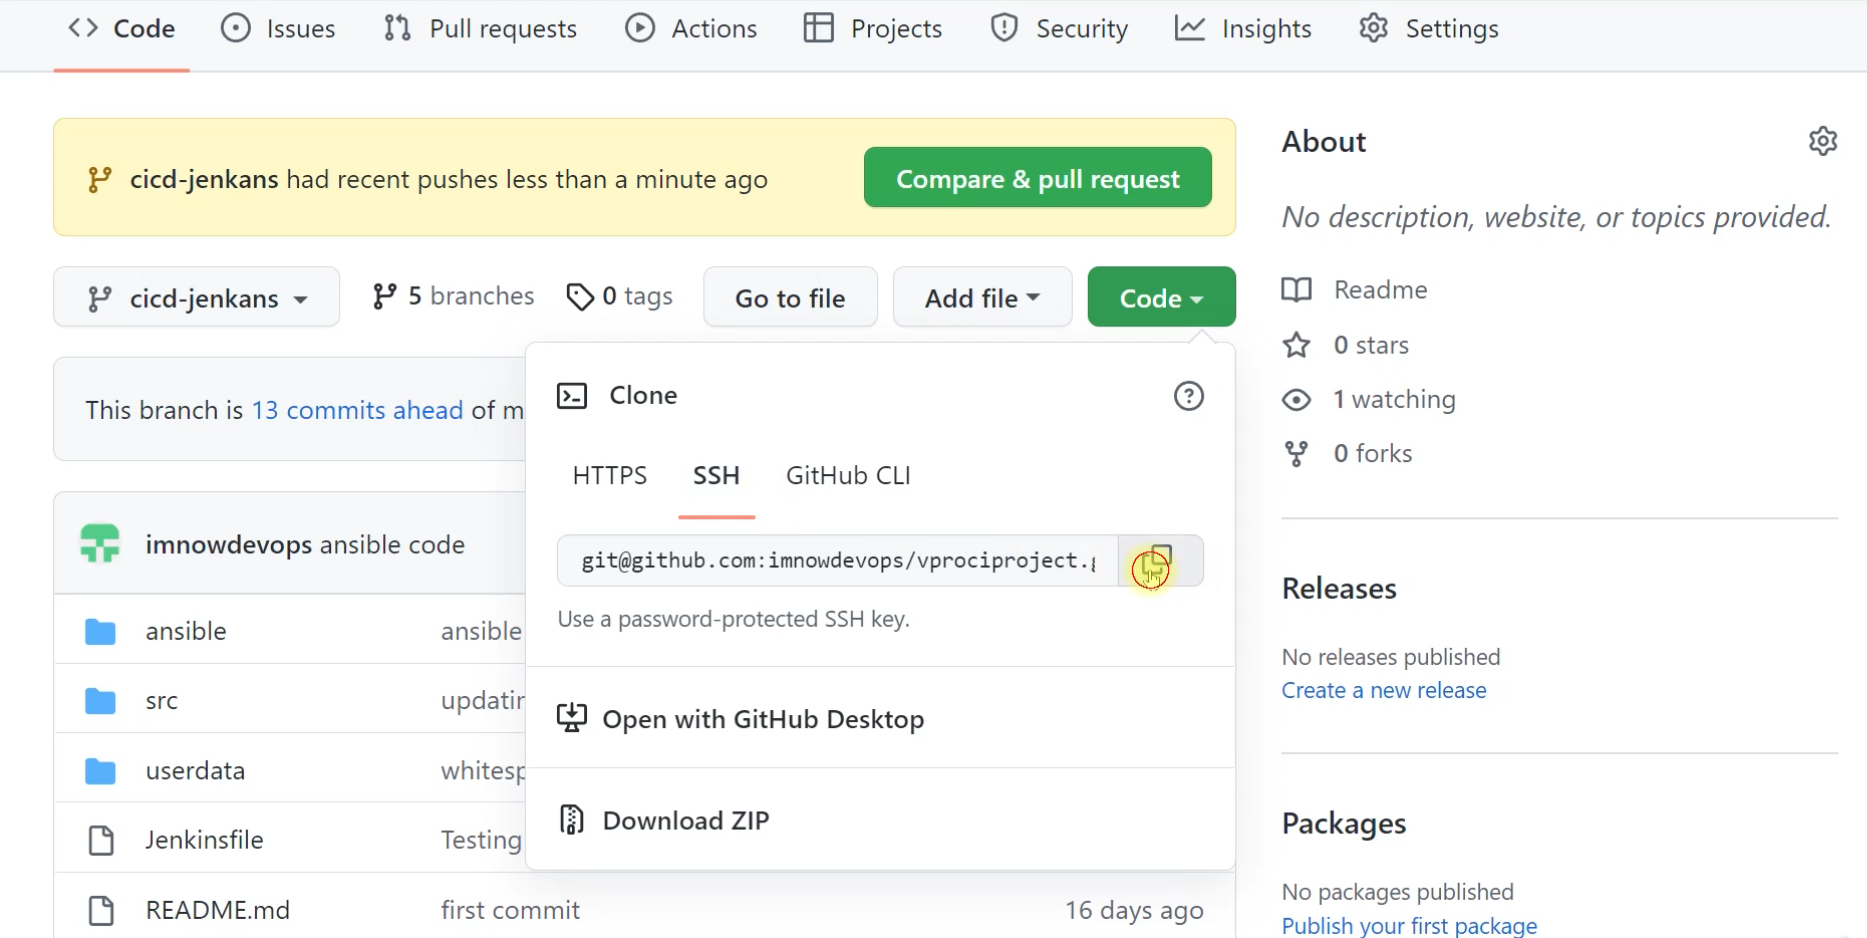 Code Issues Pull requests Actions Projects Security Insights Settings
cicd-jenkans had recent pushes less than a minute ago Compare & pull request
cicd-jenkans 5 branches 0 tags Go to file Add file Code
This branch is 13 commits ahead of m
Clone
HTTPS SSH GitHub CLI
git@github.com:imnowdevops/vprociproject.g
Use a password-protected SSH key.
Open with GitHub Desktop
Download ZIP
imnowdevops ansible code
ansible ansible
src updatin
userdata whitesp
Jenkinsfile Testing
README.md first commit 16 days ago
About
No description, website, or topics provided.
Readme
0 stars
1 watching
0 forks
Releases
No releases published
Create a new release
Packages
No packages published
Publish your first package